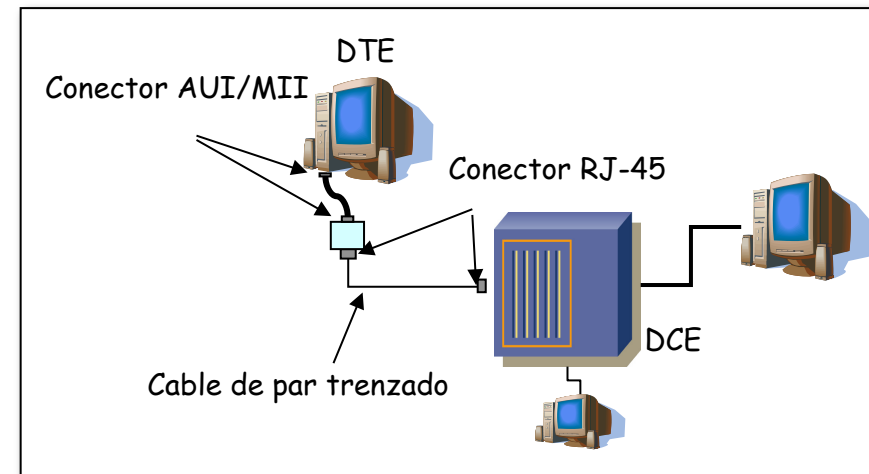 DTE
Conector AUI/MII
Conector RJ-45
DCE
Cable de par trenzado